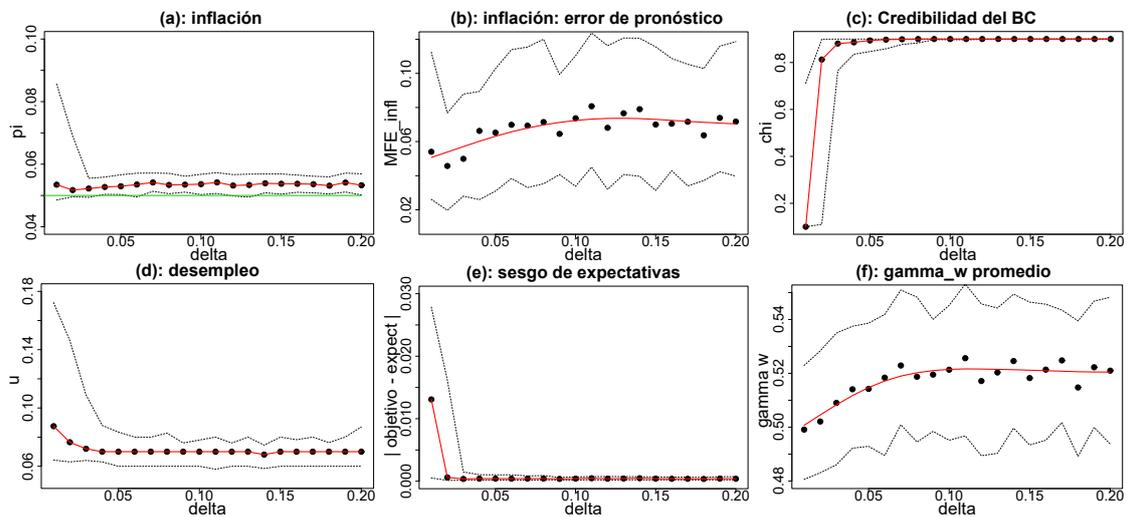 (a): inflación
0.10
0.08
0.06
0.04
pi
0.05
0.10
0.15
0.20
delta
(b): inflación: error de pronóstico
0.10
0.06
0.02
MFE_infl
0.05
0.10
0.15
0.20
delta
(c): Credibilidad del BC
0.8
0.6
0.4
0.2
chi
0.05
0.10
0.15
0.20
delta
(d): desempleo
0.18
0.14
0.10
0.06
u
0.05
0.10
0.15
0.20
delta
(e): sesgo de expectativas
0.030
0.020
0.010
0.000
| objetivo - expect |
0.05
0.10
0.15
0.20
delta
(f): gamma_w promedio
0.54
0.52
0.50
0.48
gamma w
0.05
0.10
0.15
0.20
delta